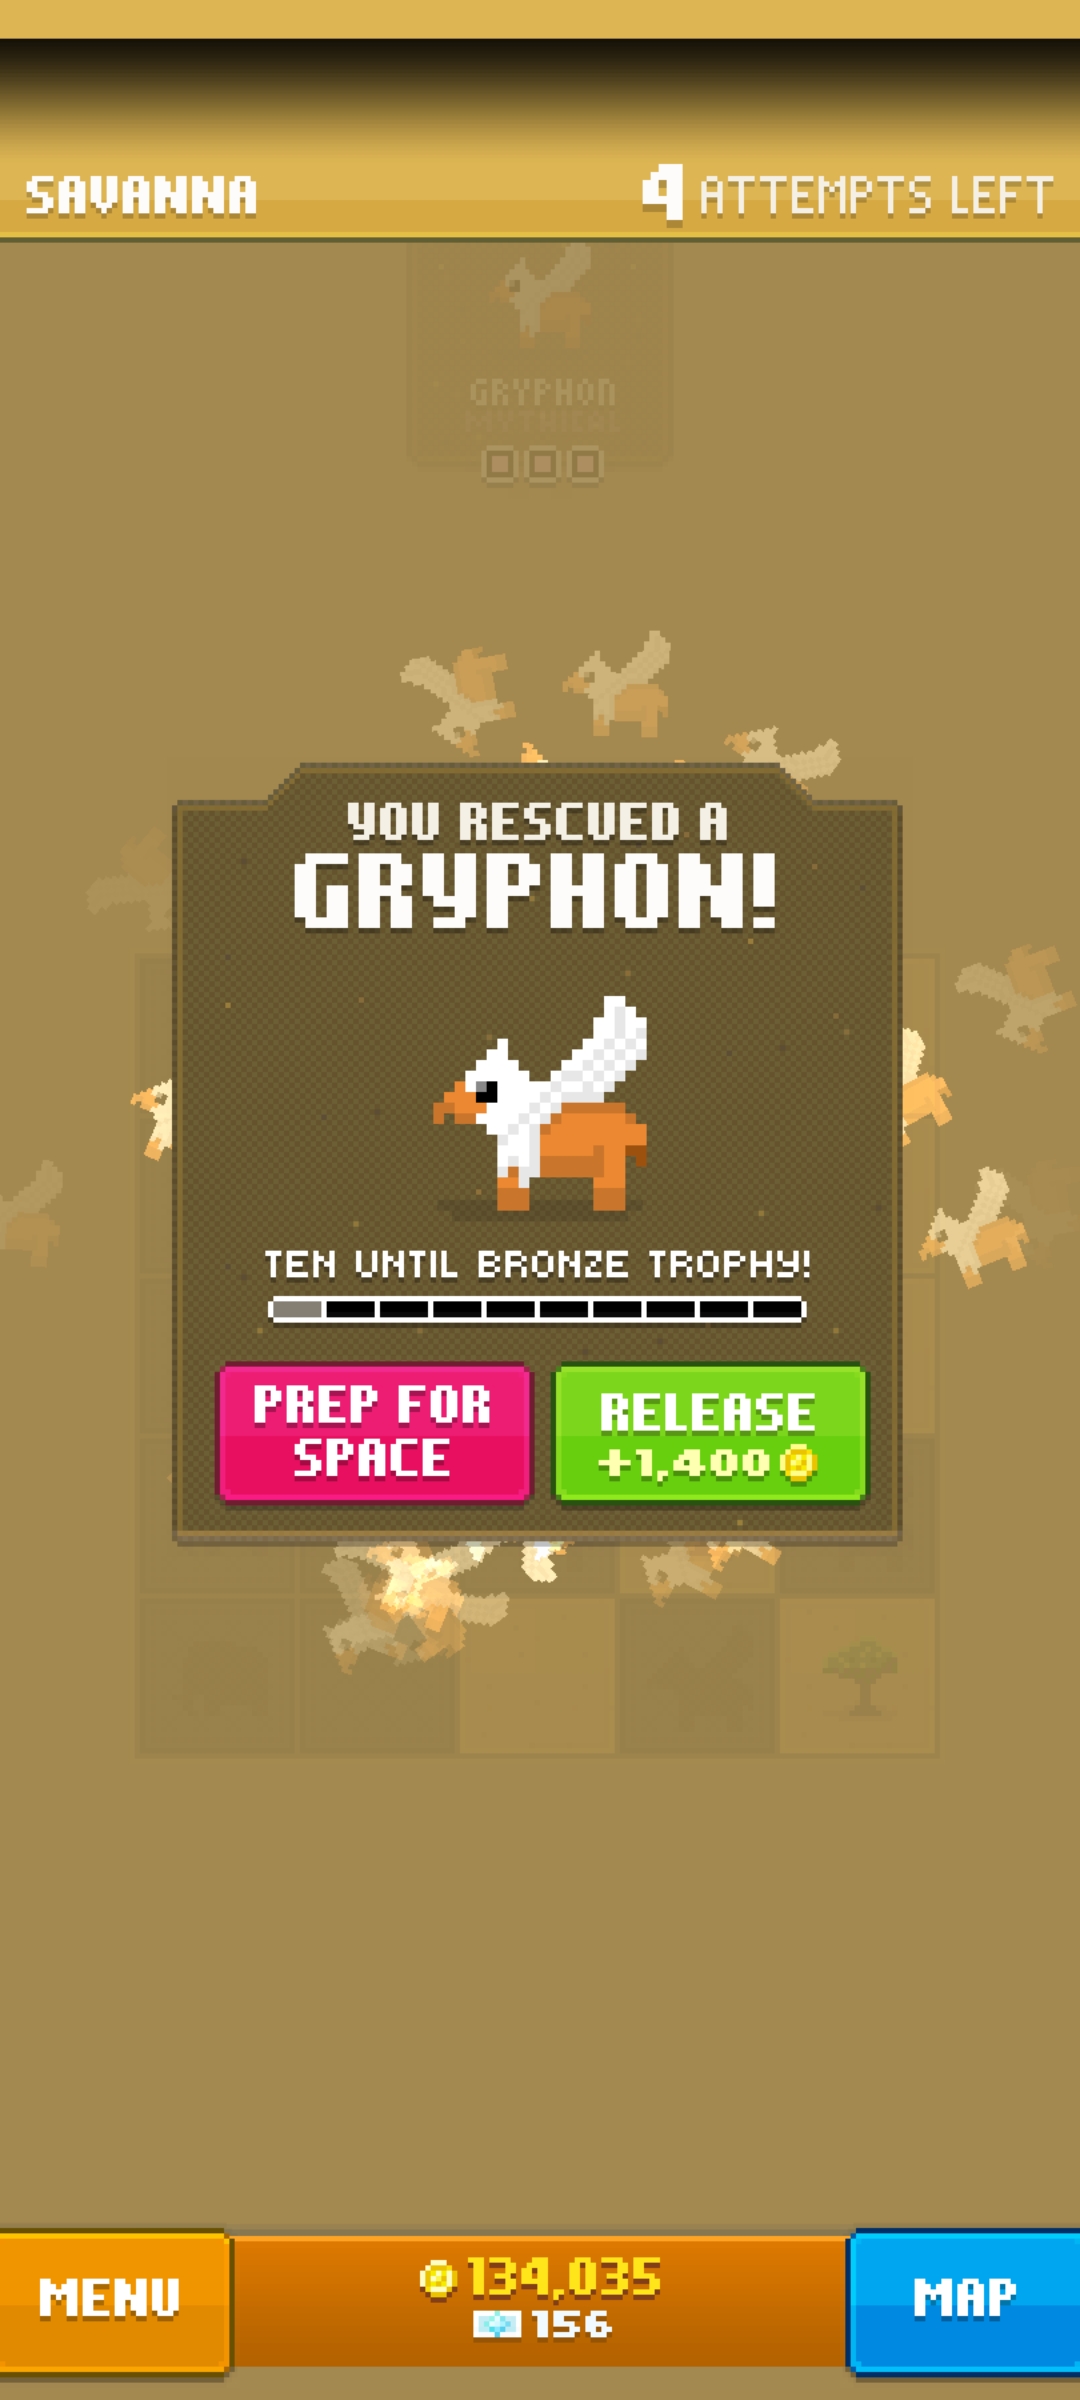 SAVANNA
9 ATTEMPTS LEFT
GRYPHON
MYTHICAL
YOU RESCUED A
GRYPHON!
TEN UNTIL BRONZE TROPHY!
PREP FOR
SPACE
RELEASE
+1,400
MENU
134,035
156
MAP